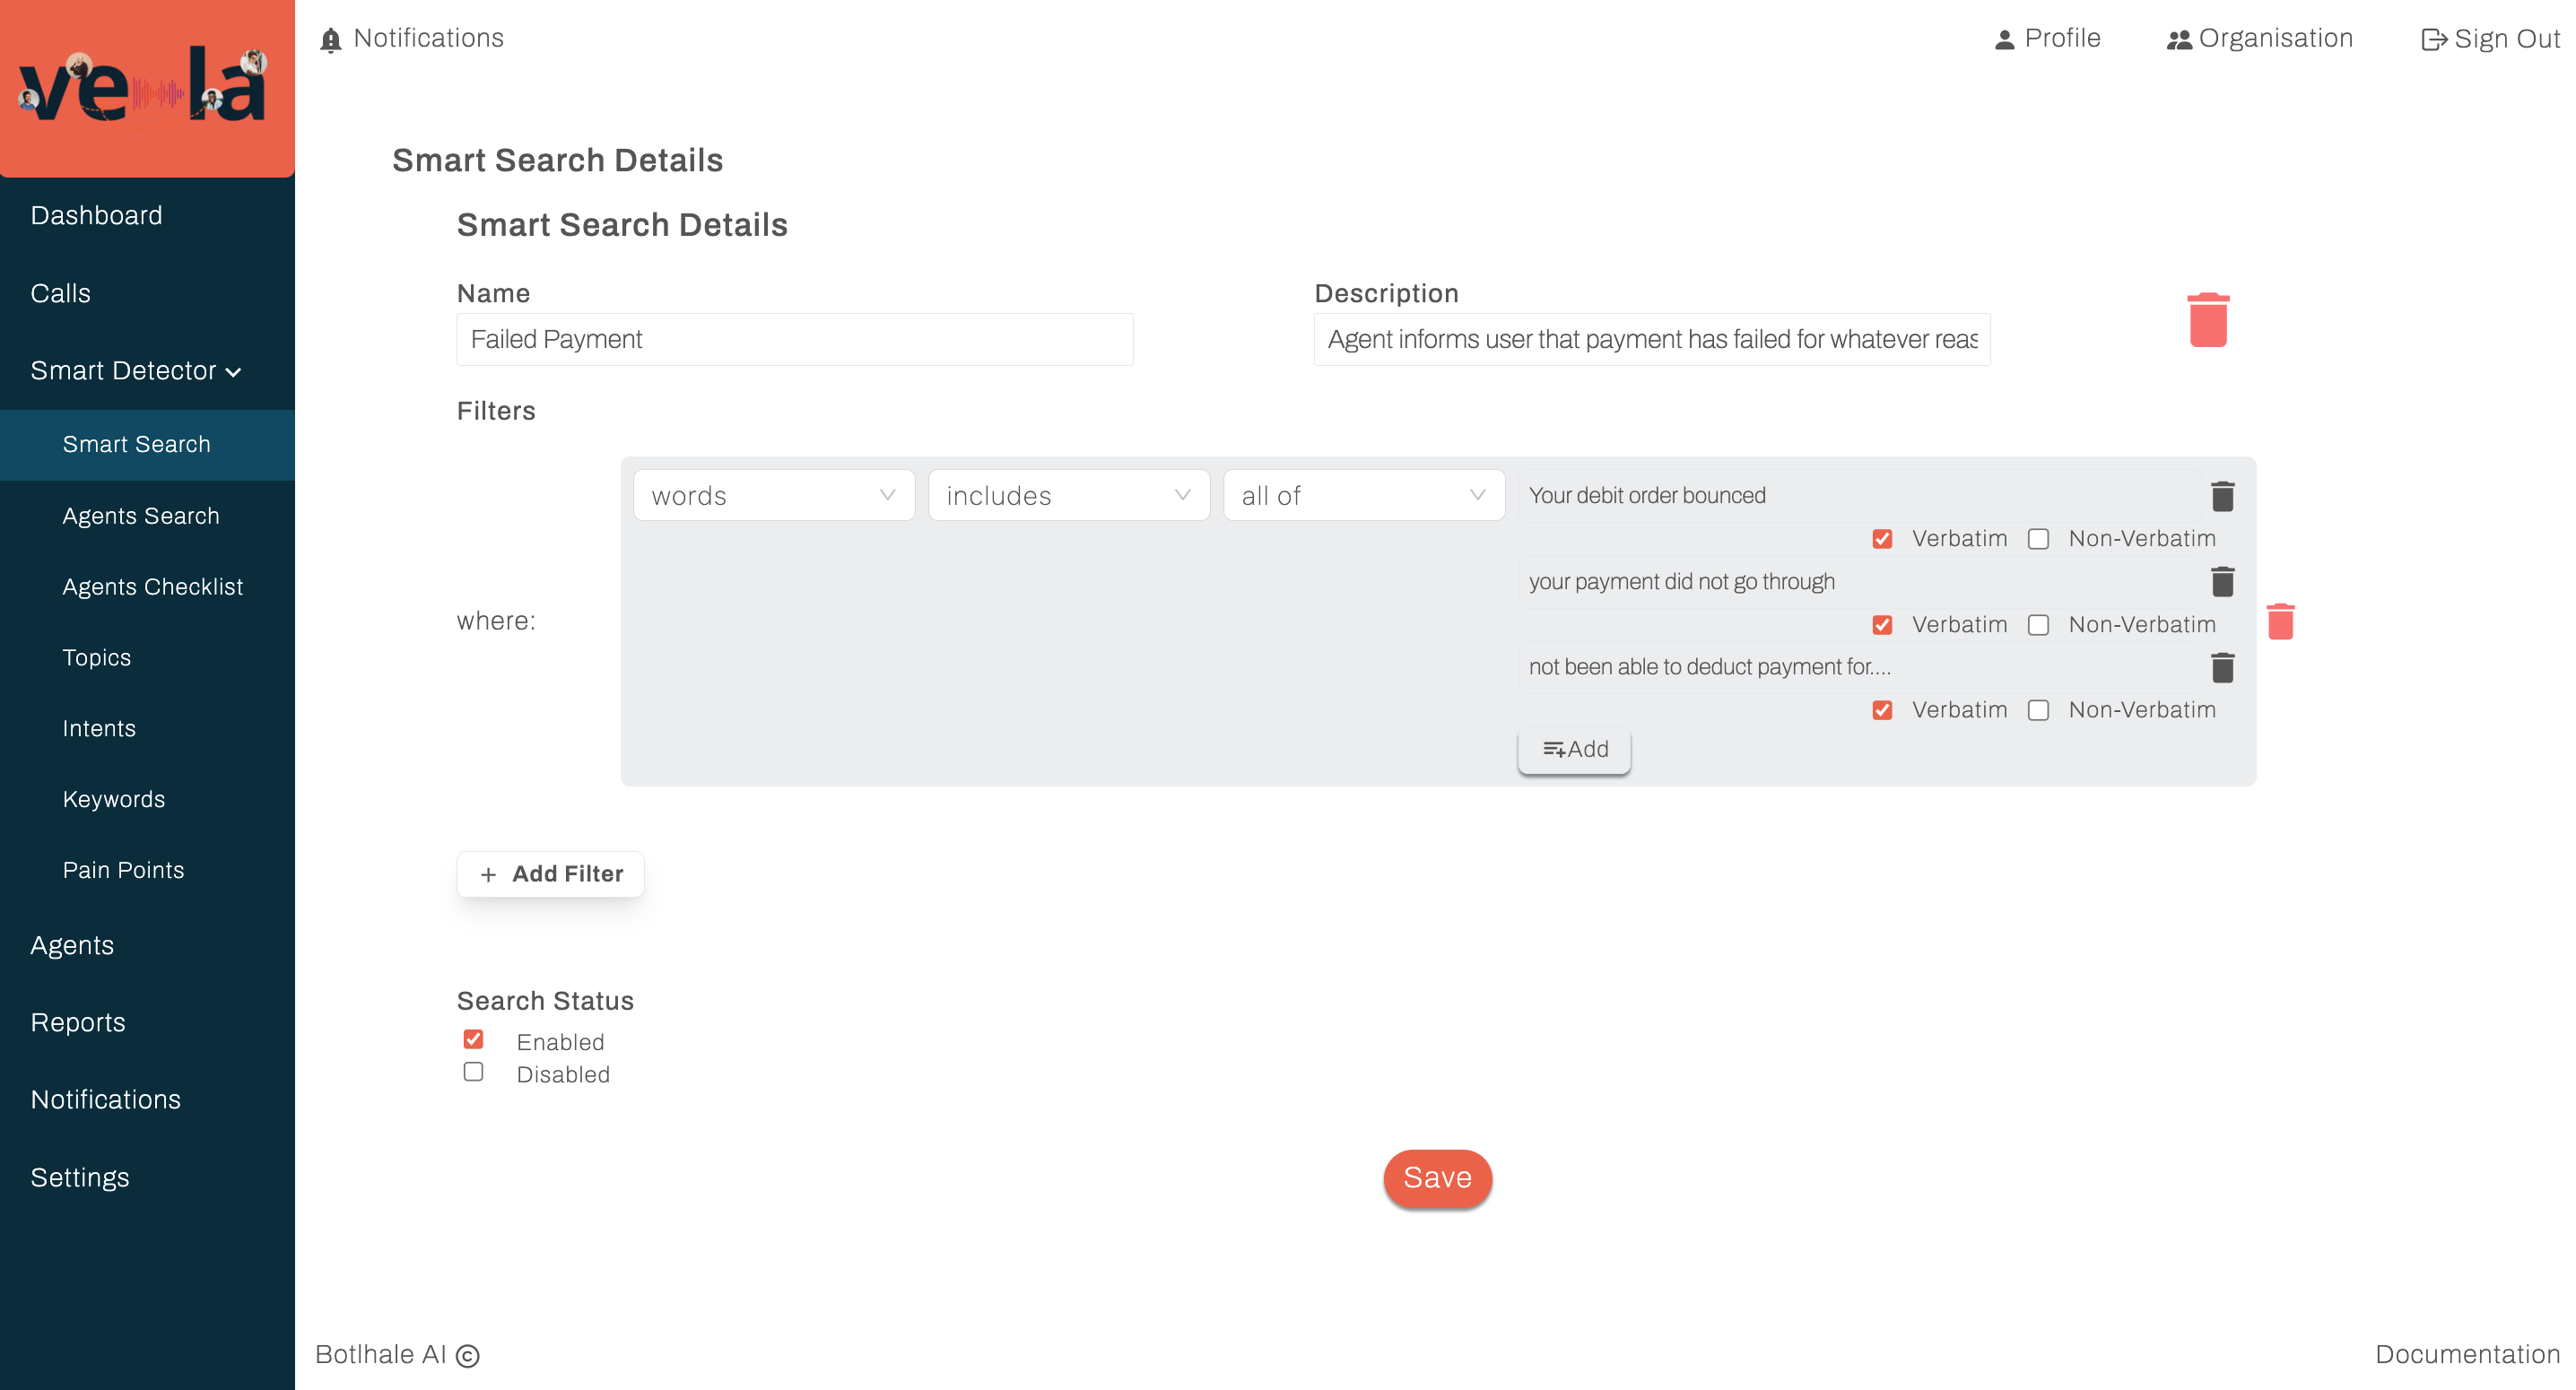 vela
Notifications
Profile
Organisation
Sign Out
Dashboard
Calls
Smart Detector
Smart Search
Agents Search
Agents Checklist
Topics
Intents
Keywords
Pain Points
Agents
Reports
Notifications
Settings
Smart Search Details
Smart Search Details
Name
Failed Payment
Description
Agent informs user that payment has failed for whatever reas
Filters
where:
words
includes
all of
Your debit order bounced
Verbatim
Non-Verbatim
your payment did not go through
Verbatim
Non-Verbatim
not been able to deduct payment for....
Verbatim
Non-Verbatim
Add
+ Add Filter
Search Status
Enabled
Disabled
Save
Botlhale AI ©
Documentation